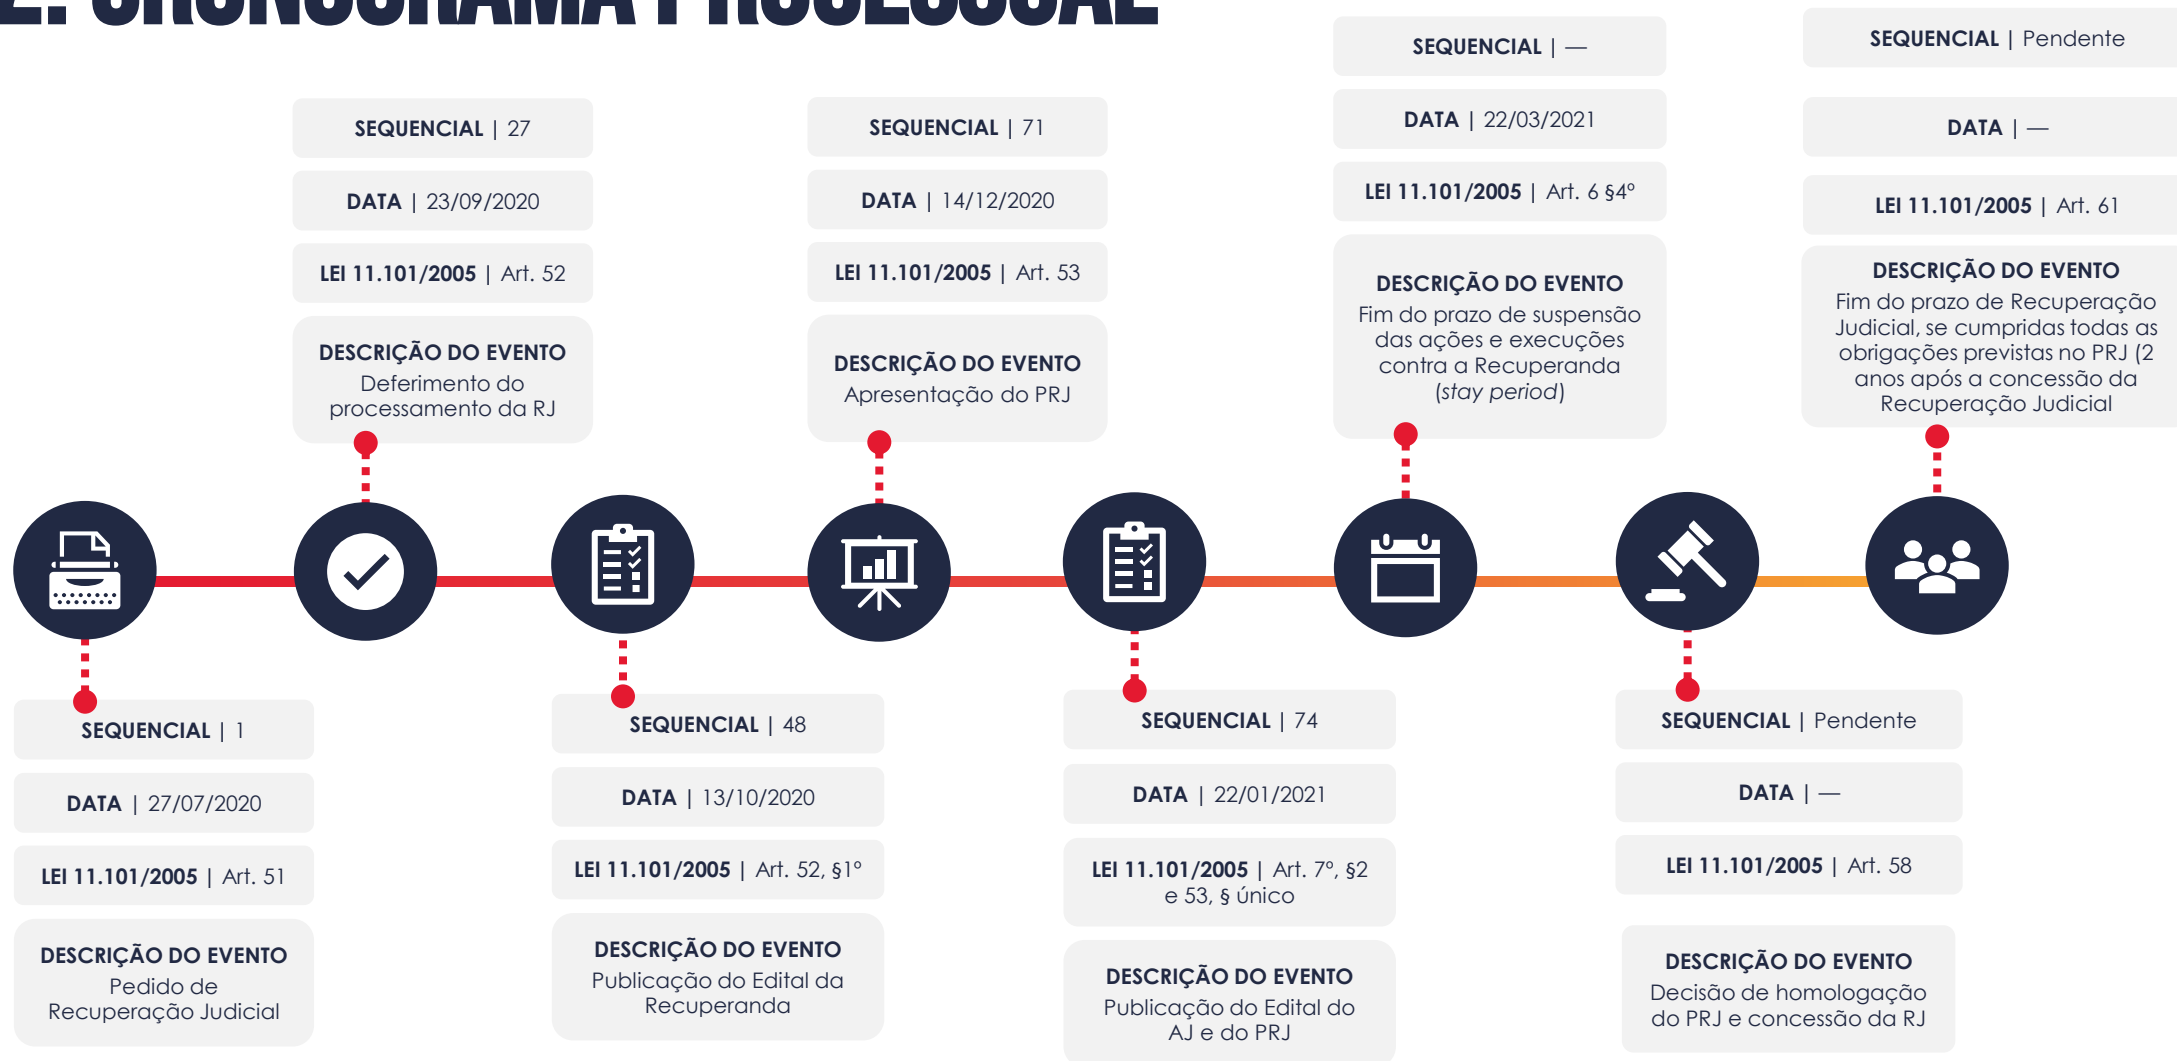 2. CRONOGRAMA PROCESSUAL
SEQUENCIAL | 1
DATA | 27/07/2020
LEI 11.101/2005 | Art. 51
DESCRIÇÃO DO EVENTO
Pedido de
Recuperação Judicial
SEQUENCIAL | 27
DATA | 23/09/2020
LEI 11.101/2005 | Art. 52
DESCRIÇÃO DO EVENTO
Deferimento do
processamento da RJ
SEQUENCIAL | 48
DATA | 13/10/2020
LEI 11.101/2005 | Art. 52, §1º
DESCRIÇÃO DO EVENTO
Publicação do Edital da
Recuperanda
SEQUENCIAL | 71
DATA | 14/12/2020
LEI 11.101/2005 | Art. 53
DESCRIÇÃO DO EVENTO
Apresentação do PRJ
SEQUENCIAL | 74
DATA | 22/01/2021
LEI 11.101/2005 | Art. 7º, §2
e 53, § único
DESCRIÇÃO DO EVENTO
Publicação do Edital do
AJ e do PRJ
SEQUENCIAL | —
DATA | 22/03/2021
LEI 11.101/2005 | Art. 6 §4º
DESCRIÇÃO DO EVENTO
Fim do prazo de suspensão
das ações e execuções
contra a Recuperanda
(stay period)
SEQUENCIAL | Pendente
DATA | —
LEI 11.101/2005 | Art. 58
DESCRIÇÃO DO EVENTO
Decisão de homologação
do PRJ e concessão da RJ
SEQUENCIAL | Pendente
DATA | —
LEI 11.101/2005 | Art. 61
DESCRIÇÃO DO EVENTO
Fim do prazo de Recuperação
Judicial, se cumpridas todas as
obrigações previstas no PRJ (2
anos após a concessão da
Recuperação Judicial